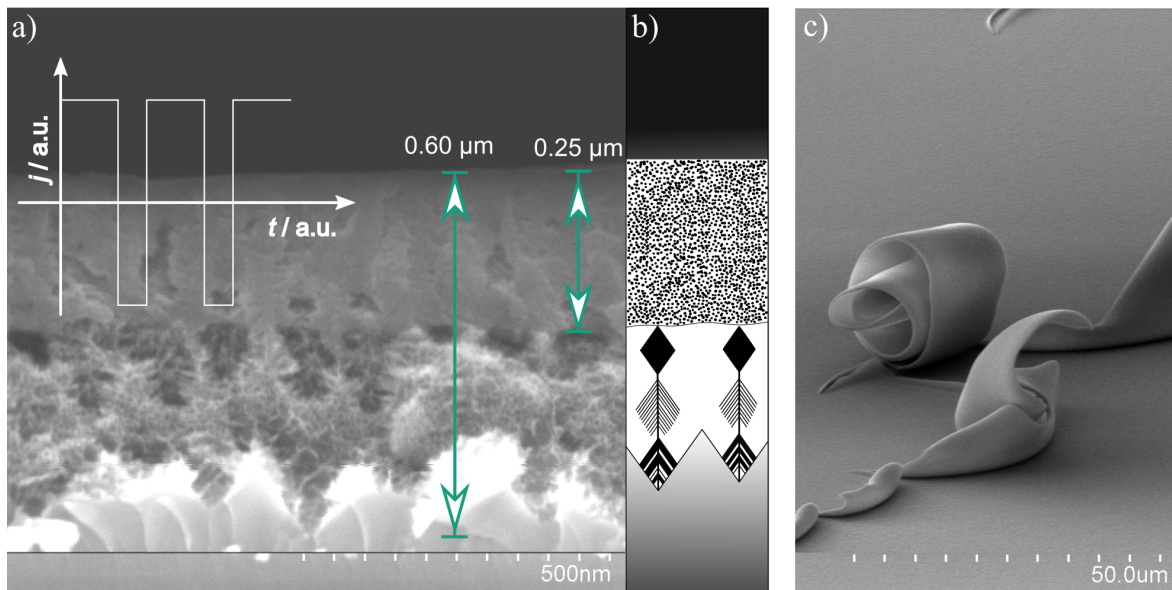 a)
j / a.u.
t / a.u.
0.60 µm
0.25 µm
500nm
b)
c)
50.0um